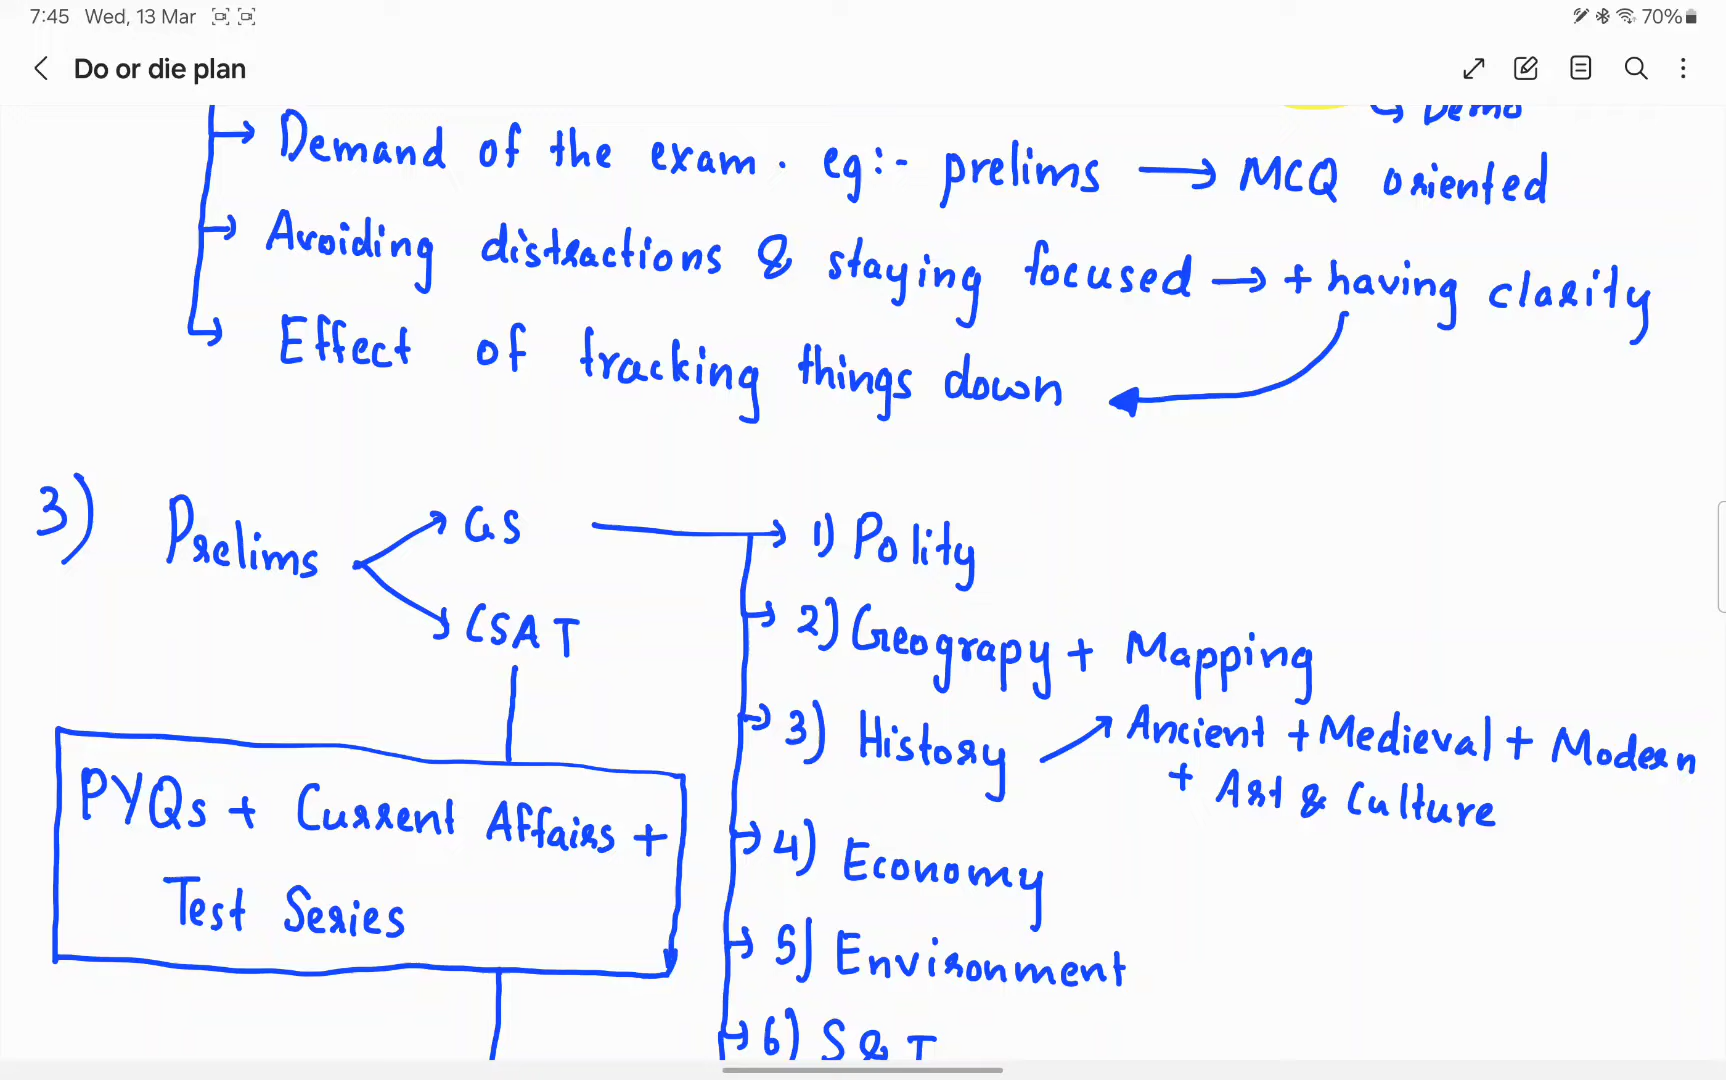 7:45 Wed, 13 Mar 70%
Do or die plan
Demo
Demand of the exam. eg:- prelims → MCQ oriented
Avoiding distractions & staying focused → + having clarity
Effect of tracking things down
3) Prelims
GS
CSAT
1) Polity
2) Geograpy + Mapping
3) History ↗ Ancient + Medieval + Modern
+ Art & Culture
PYQs + Current Affairs +
Test Series
4) Economy
5) Environment
6) S & T